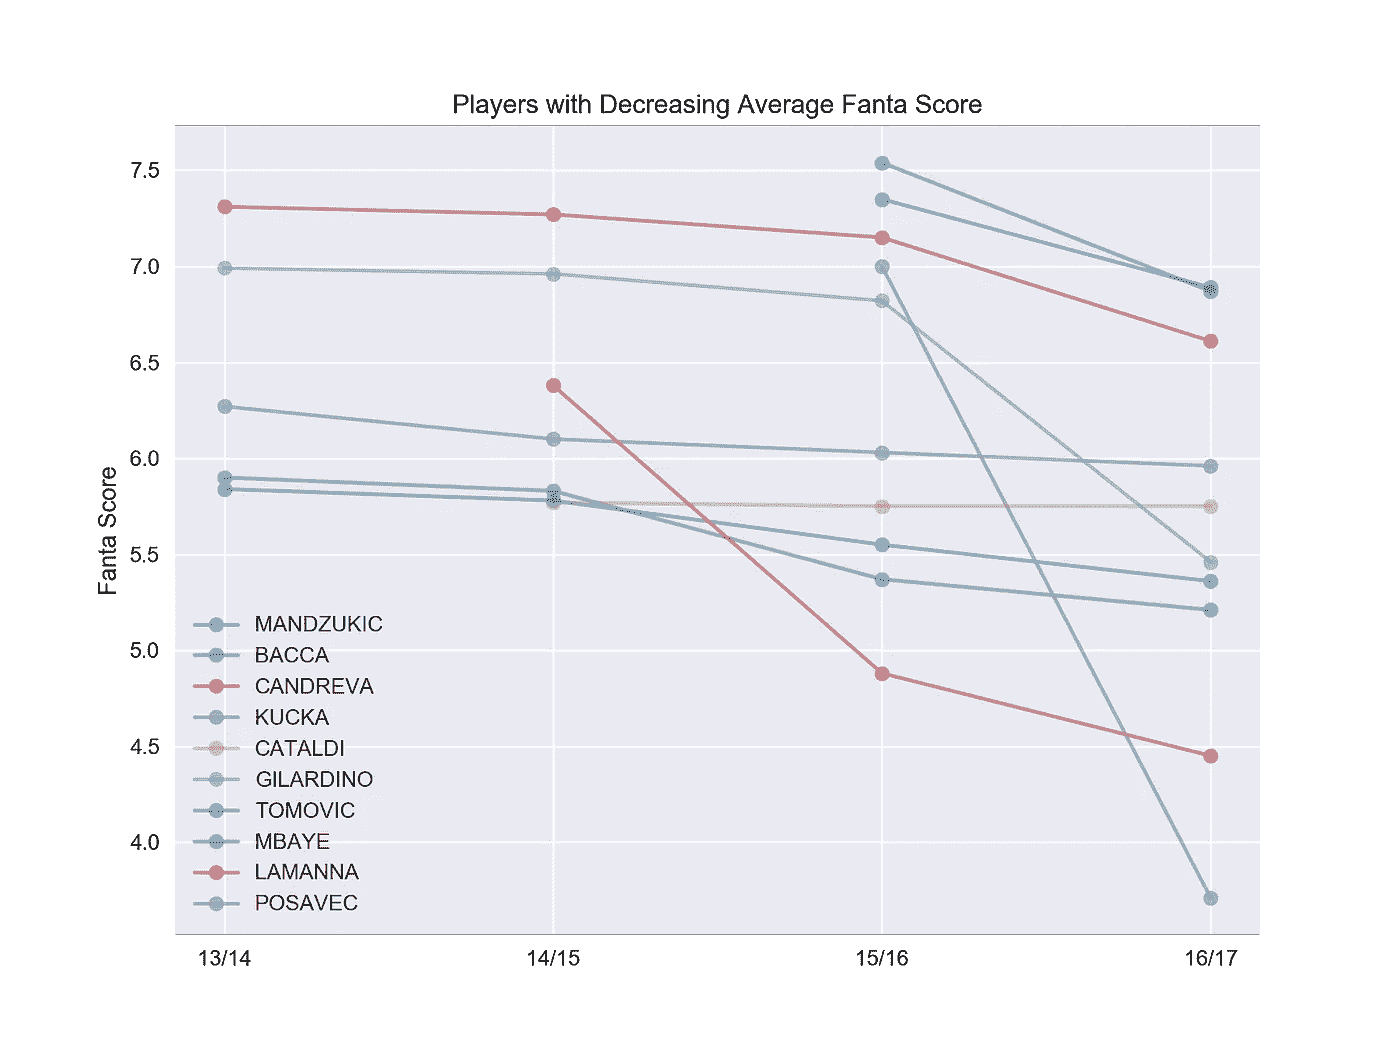 Players with Decreasing Average Fanta Score
7.5
7.0
6.5
6.0
5.5
5.0
4.5
4.0
Fanta Score
MANDZUKIC
BACCA
CANDREVA
KUCKA
CATALDI
GILARDINO
TOMOVIC
MBAYE
LAMANNA
POSAVEC
13/14
14/15
15/16
16/17